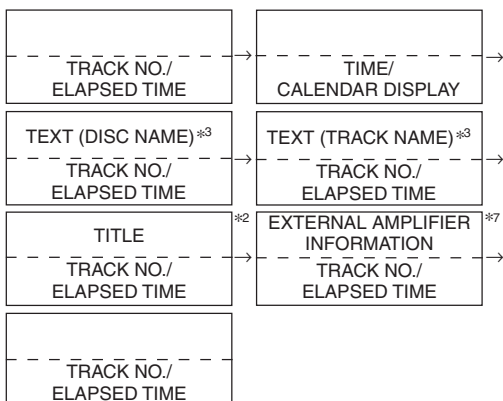 TRACK NO./
ELAPSED TIME
TIME/
CALENDAR DISPLAY
TEXT (DISC NAME)*3
TRACK NO./
ELAPSED TIME
TEXT (TRACK NAME)*3
TRACK NO./
ELAPSED TIME
TITLE
*2
TRACK NO./
ELAPSED TIME
EXTERNAL AMPLIFIER
INFORMATION
*7
TRACK NO./
ELAPSED TIME
TRACK NO./
ELAPSED TIME